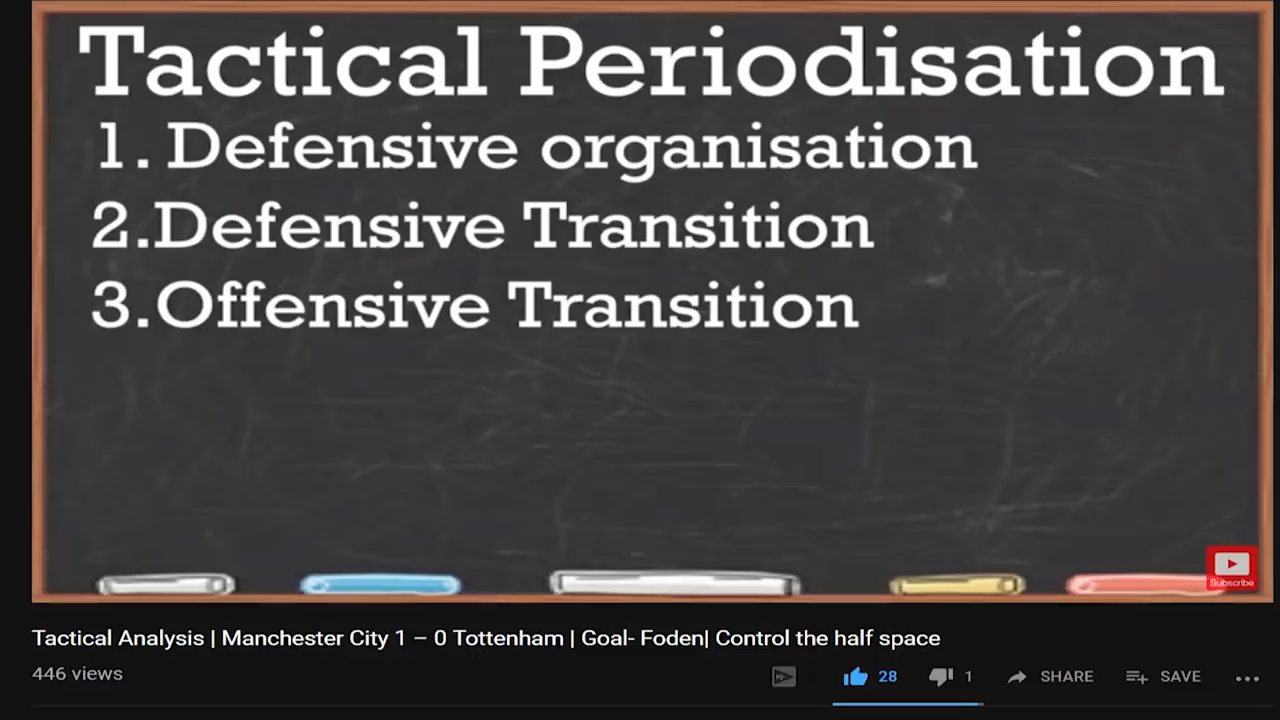 Tactical Periodisation
1. Defensive organisation
2.Defensive Transition
3.Offensive Transition
Subscribe
Tactical Analysis | Manchester City 1 – 0 Tottenham | Goal- Foden| Control the half space
446 views
28
1
SHARE
SAVE